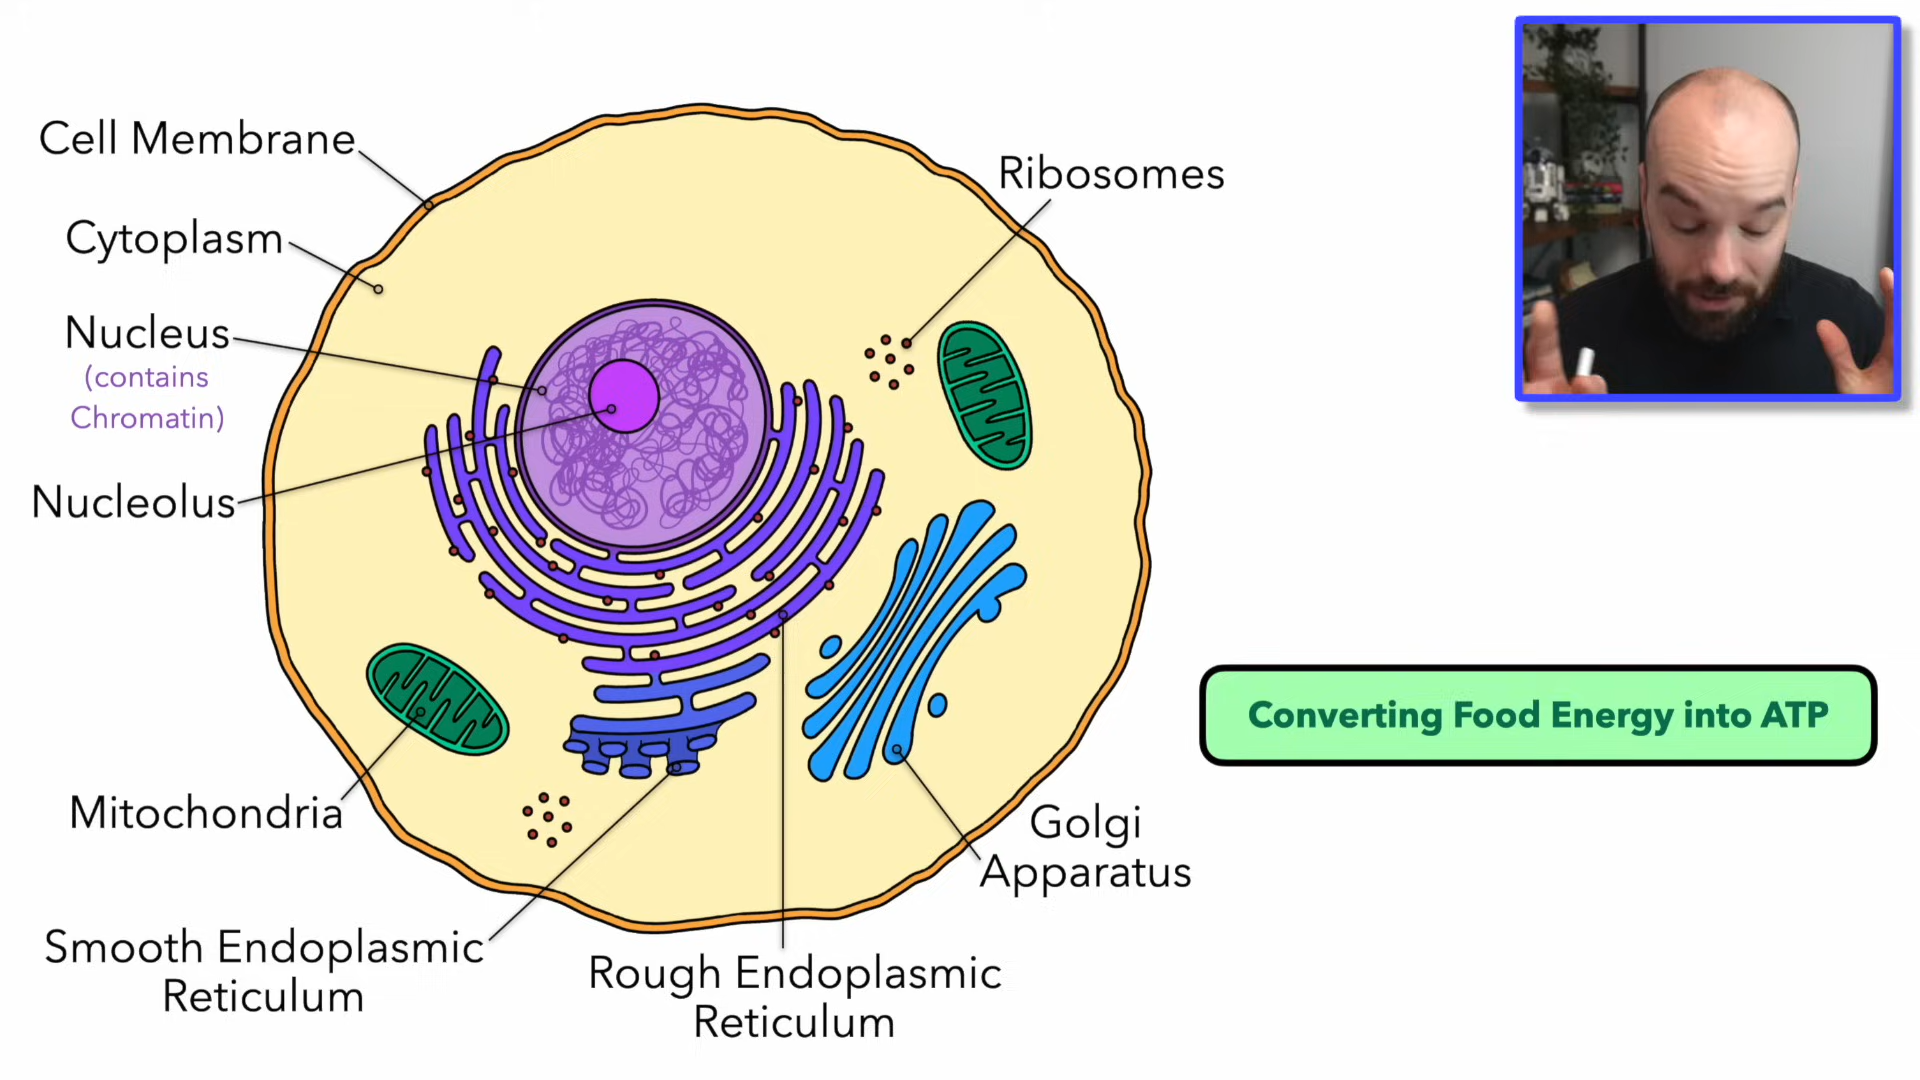 Cell Membrane
Cytoplasm
Nucleus
(contains
Chromatin)
Nucleolus
Mitochondria
Smooth Endoplasmic
Reticulum
Rough Endoplasmic
Reticulum
Golgi
Apparatus
Ribosomes
Converting Food Energy into ATP